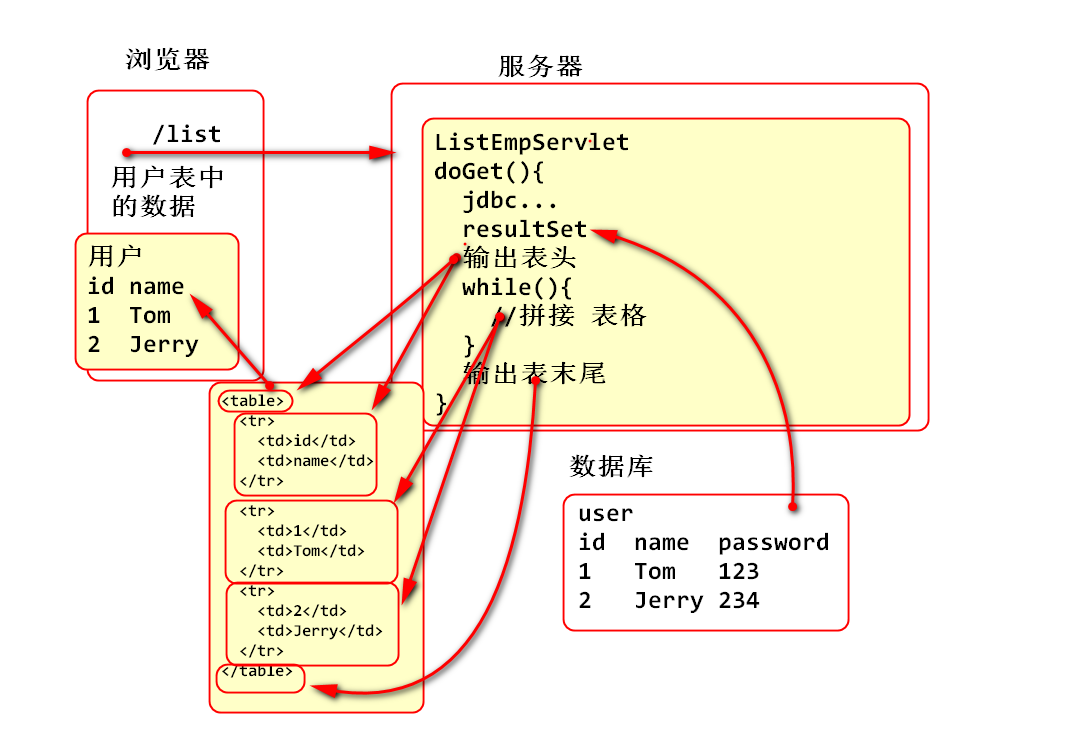 浏览器
/list
用户表中
的数据
用户
id name
1 Tom
2 Jerry
服务器
ListEmpServlet
doGet(){
jdbc...
resultSet
输出表头
while(){
//拼接 表格
}
输出表末尾
}
<table>
<tr>
<td>id</td>
<td>name</td>
</tr>
<tr>
<td>1</td>
<td>Tom</td>
</tr>
<tr>
<td>2</td>
<td>Jerry</td>
</tr>
</table>
数据库
user
id name password
1 Tom 123
2 Jerry 234